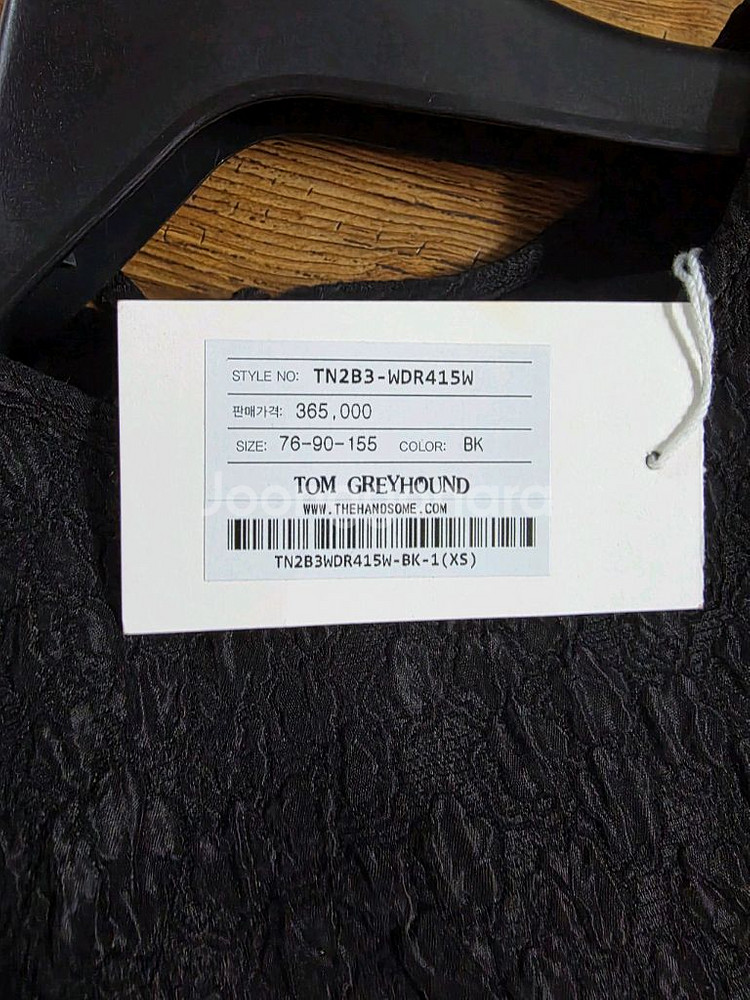 STYLE NO: TN2B3-WDR415W
판매가격: 365,000
SIZE: 76-90-155 COLOR: BK
TOM GREYHOUND
WWW.THEHANDSOME.COM
TN2B3WDR415W-BK-1(XS)